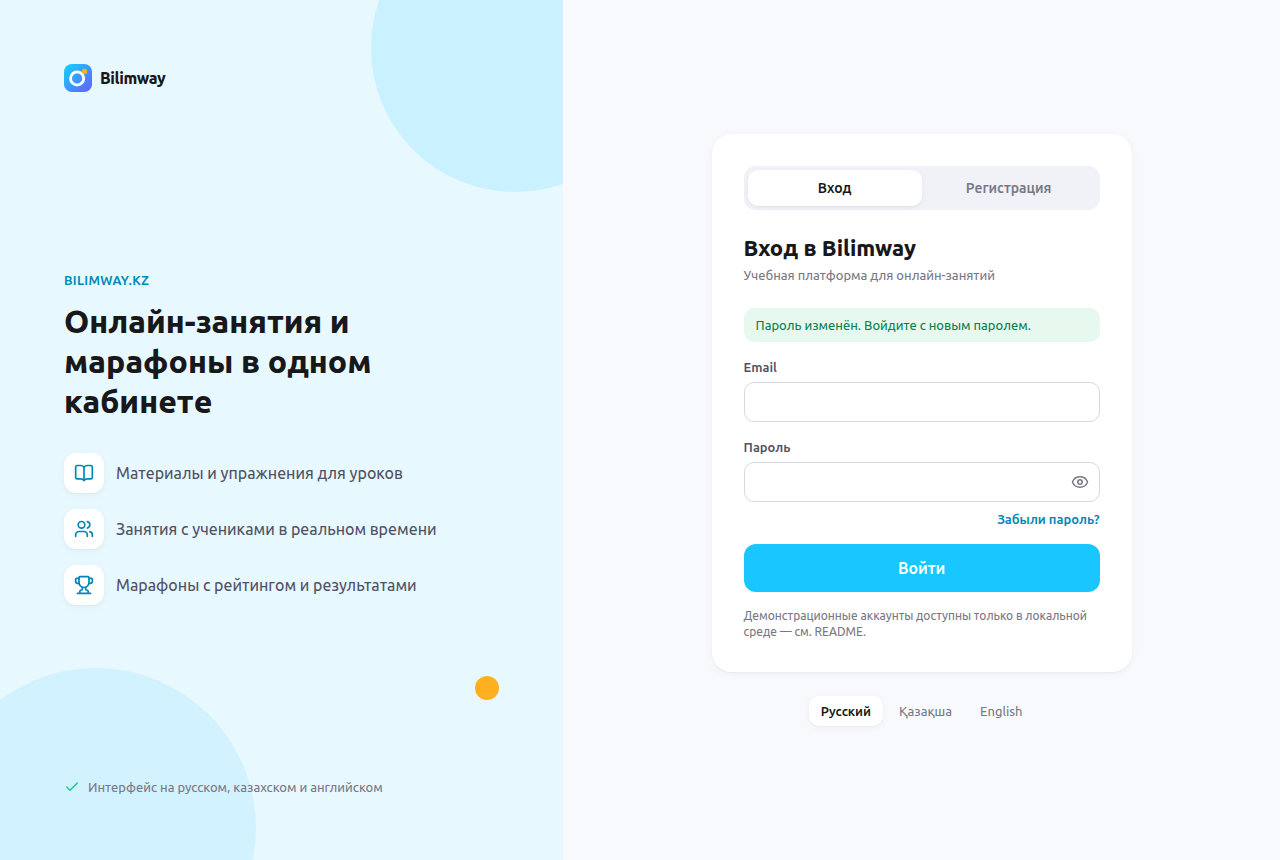 Bilimway
BILIMWAY.KZ
Онлайн-занятия и
марафоны в одном
кабинете
Материалы и упражнения для уроков
Занятия с учениками в реальном времени
Марафоны с рейтингом и результатами
Интерфейс на русском, казахском и английском
Вход
Регистрация
Вход в Bilimway
Учебная платформа для онлайн-занятий
Пароль изменён. Войдите с новым паролем.
Email
Пароль
Забыли пароль?
Войти
Демонстрационные аккаунты доступны только в локальной
среде — см. README.
Русский
Қазақша
English